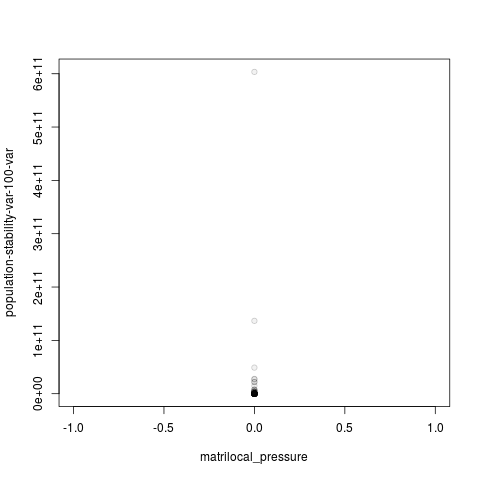 population-stability-var-100-var
6e+11
5e+11
4e+11
3e+11
2e+11
1e+11
0e+00
-1.0 -0.5 0.0 0.5 1.0
matrilocal_pressure